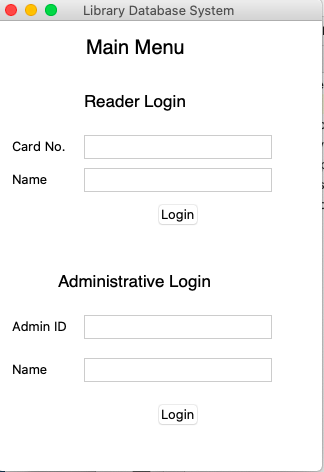 Library Database System
Main Menu
Reader Login
Card No.
Name
Login
Administrative Login
Admin ID
Name
Login